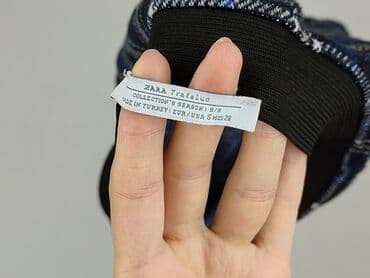 ZARA Trafaluc
COLLECTION'S SEASON: S/S
MADE IN TURKEY: EUR/USA S MEX 26